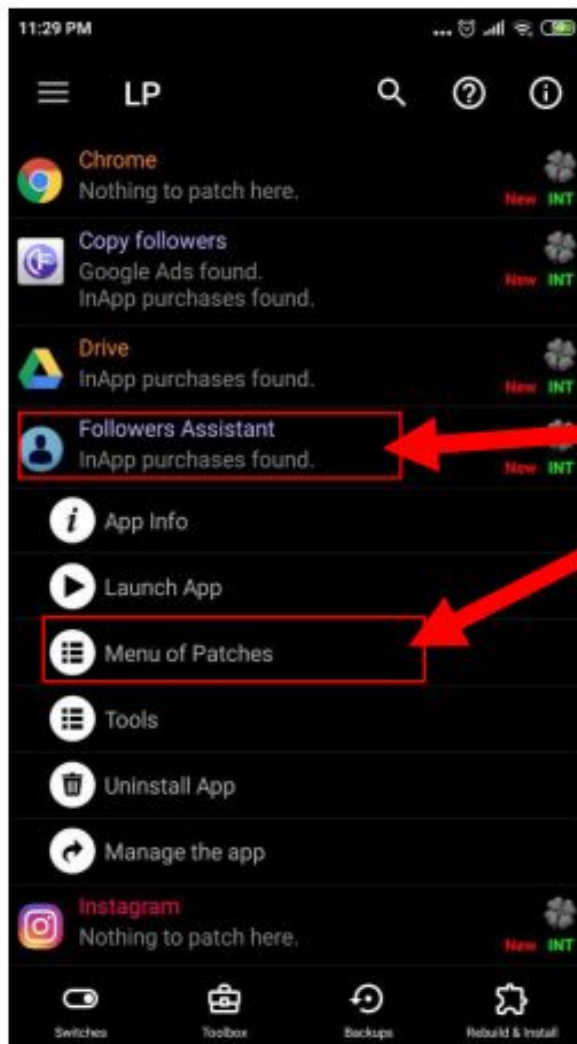 11:29 PM
LP
Chrome
Nothing to patch here.
New INT
Copy followers
Google Ads found.
InApp purchases found.
New INT
Drive
InApp purchases found.
New INT
Followers Assistant
InApp purchases found.
New INT
App Info
Launch App
Menu of Patches
Tools
Uninstall App
Manage the app
Instagram
Nothing to patch here.
New INT
Switches
Toolbox
Backups
Rebuild & Install